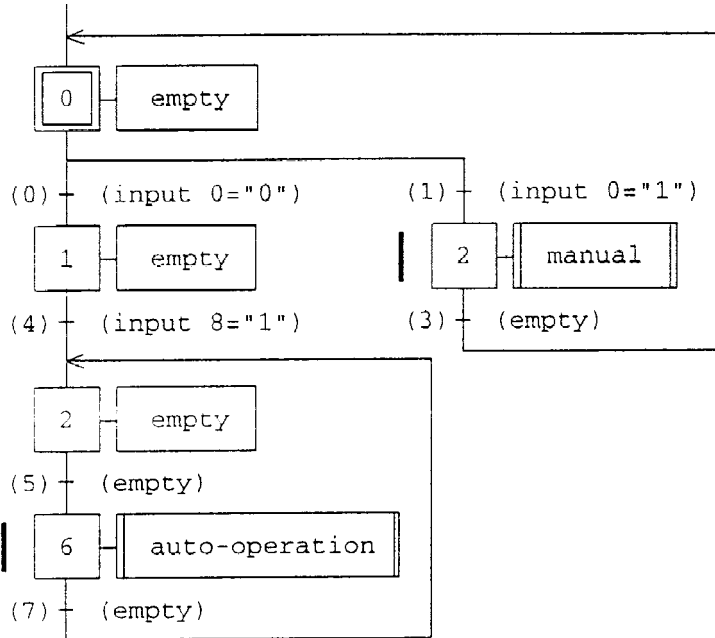 0 empty
(0) (input 0="0") (1) (input 0="1")
1 empty 2 manual
(4) (input 8="1") (3) (empty)
2 empty
(5) (empty)
6 auto-operation
(7) (empty)